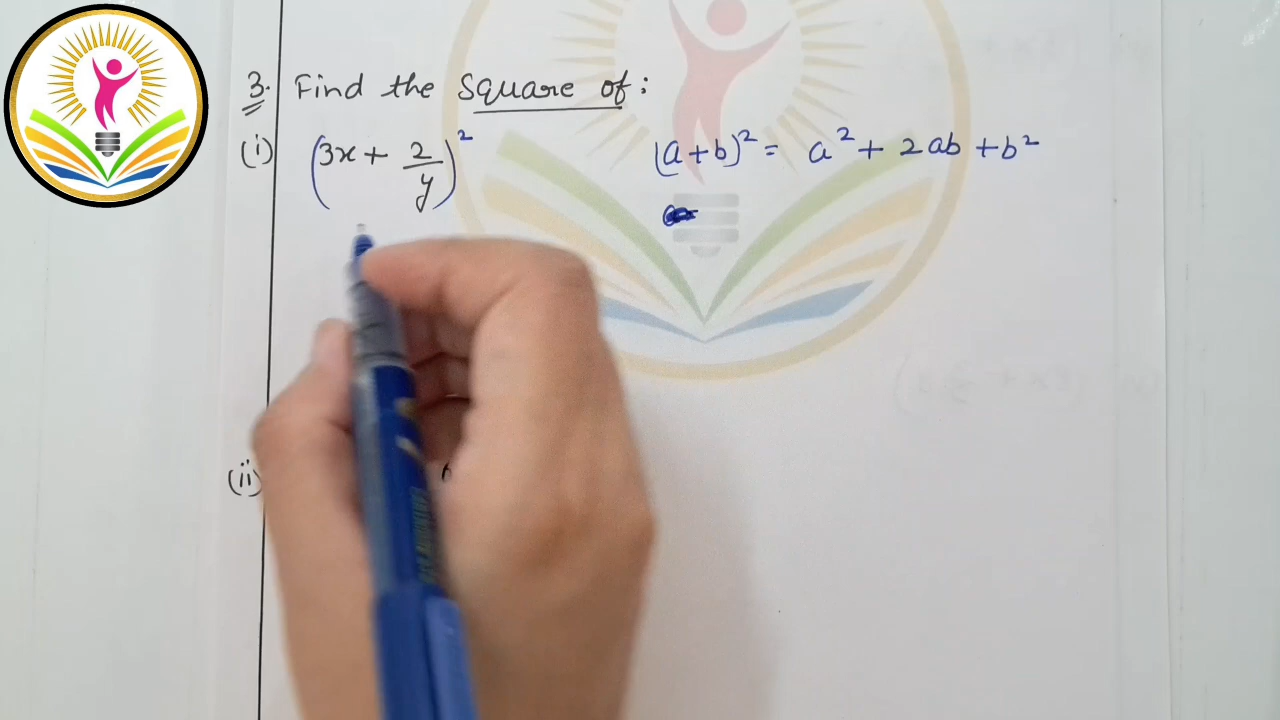 3. Find the Square of:
(i) (3x + 2/y)² (a+b)² = a² + 2ab + b²
(ii)